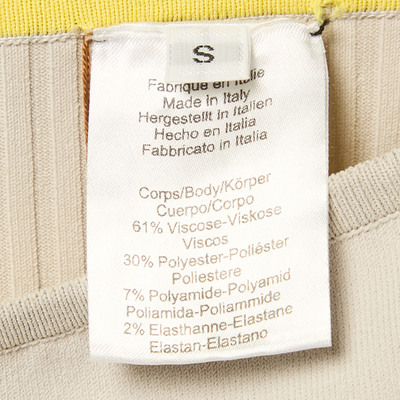 S
Fabriqué en Italie
Made in Italy
Hergestellt in Italien
Hecho en Italia
Fabbricato in Italia
Corps/Body/Körper
Cuerpo/Corpo
61% Viscose-Viskose
Viscos
30% Polyester-Poliéster
Poliestere
7% Polyamide-Polyamid
Poliamida-Poliammide
2% Elasthanne-Elastane
Elastan-Elastano